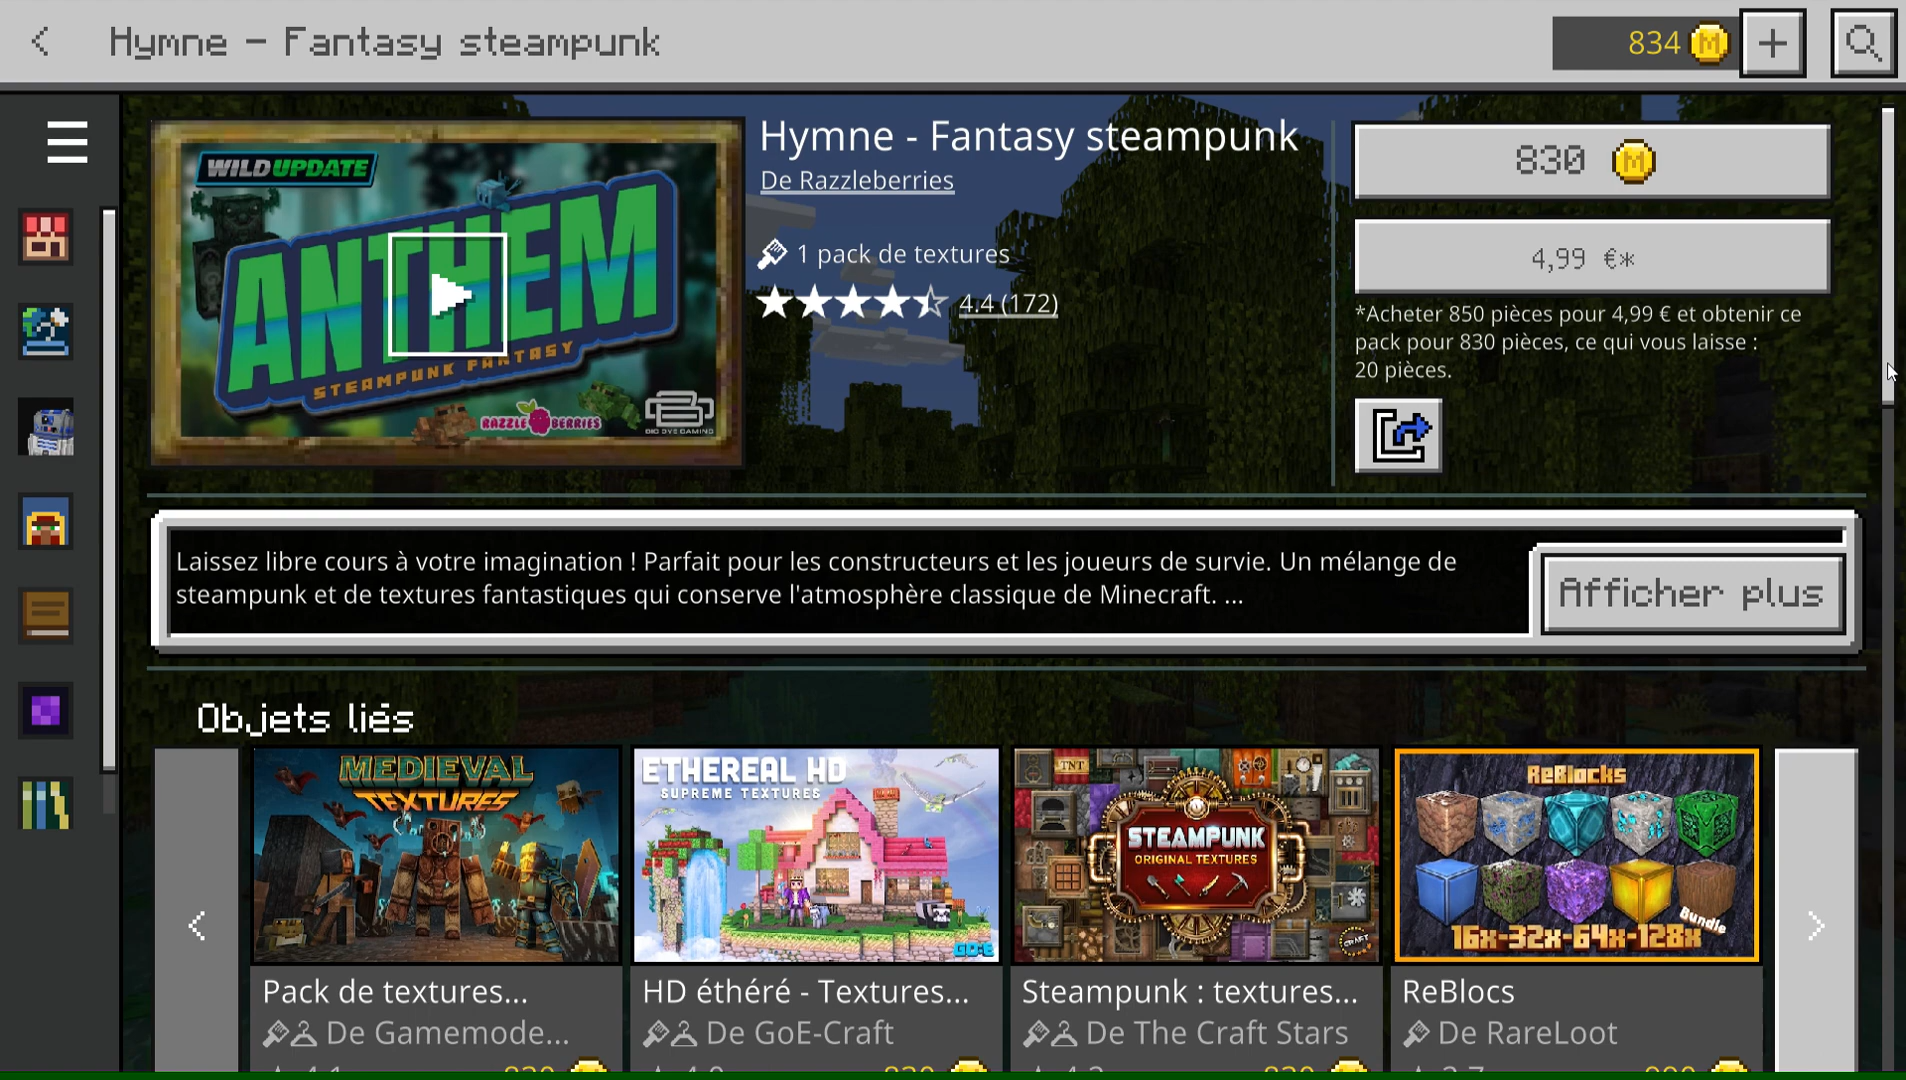 Hymne - Fantasy steampunk
834
WILD UPDATE
ANTHEM
STEAMPUNK FANTASY
RAZZLE BERRIES
Hymne - Fantasy steampunk
De Razzleberries
1 pack de textures
4.4 (172)
830
4,99 €*
*Acheter 850 pièces pour 4,99 € et obtenir ce
pack pour 830 pièces, ce qui vous laisse :
20 pièces.
Laissez libre cours à votre imagination ! Parfait pour les constructeurs et les joueurs de survie. Un mélange de
steampunk et de textures fantastiques qui conserve l'atmosphère classique de Minecraft. ...
Afficher plus
Objets liés
MEDIEVAL
TEXTURES
ETHEREAL HD
SUPREME TEXTURES
GOE
TNT
STEAMPUNK
ORIGINAL TEXTURES
CRAFT
ReBlocks
Bundle
16x-32x-64x-128x
Pack de textures...
De Gamemode...
HD éthéré - Textures...
De GoE-Craft
Steampunk : textures...
De The Craft Stars
ReBlocs
De RareLoot